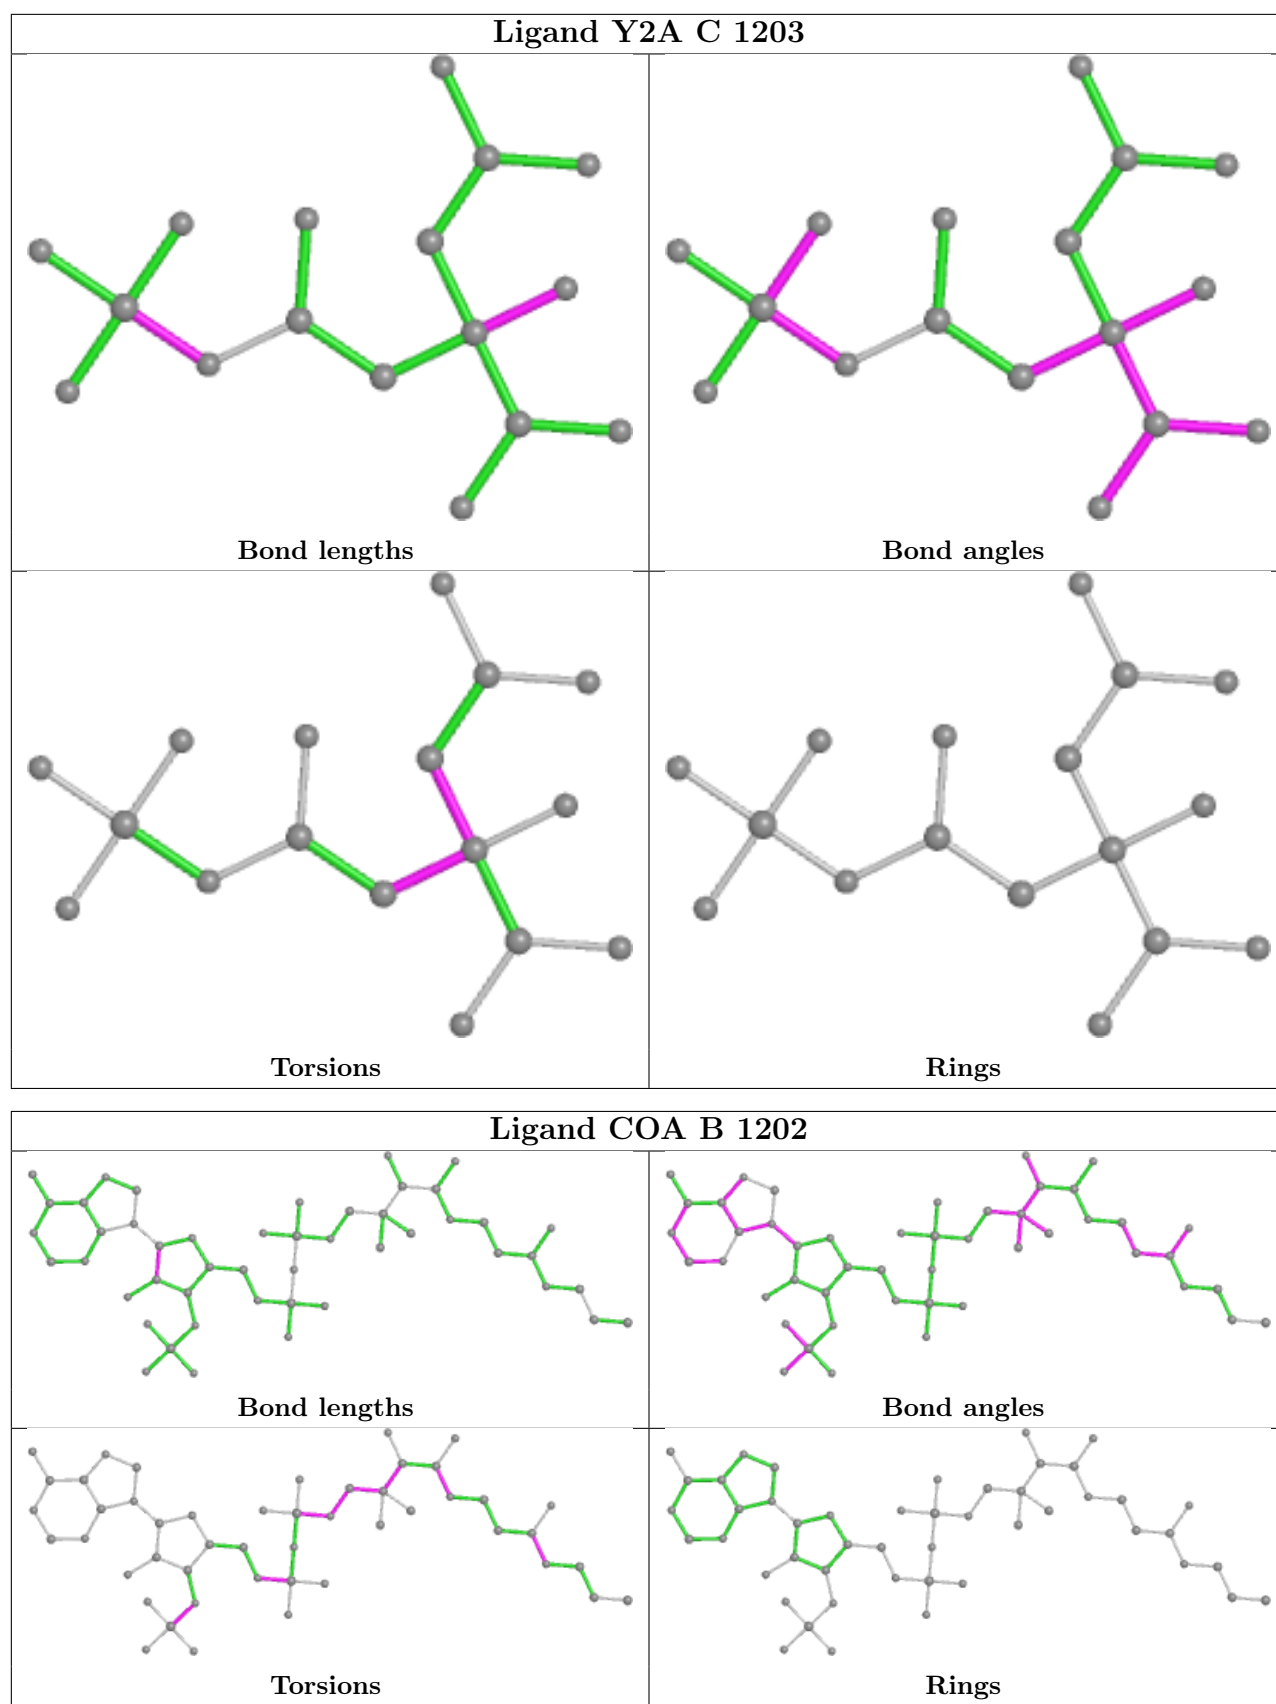 Ligand Y2A C 1203
Bond lengths
Bond angles
Torsions
Rings
Ligand COA B 1202
Bond lengths
Bond angles
Torsions
Rings